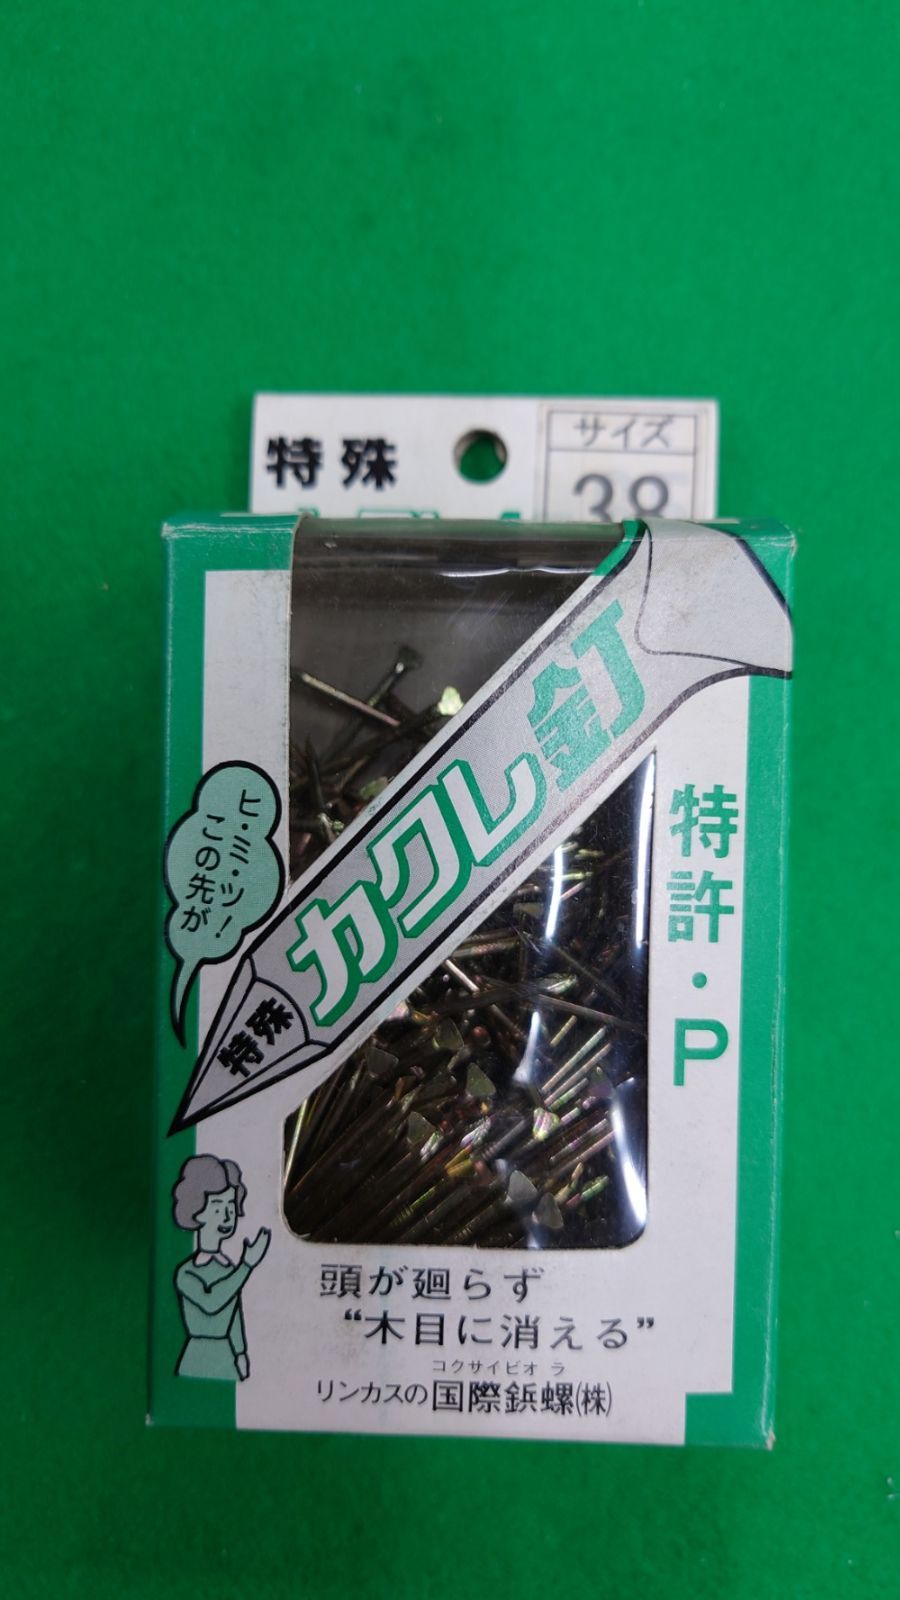 特殊
サイズ
38
カクレ釘
特殊
ヒ・ミ・ツ!
この先が
特許・P
頭が廻らず
“木目に消える”
コクサイビオラ
リンカスの国際鋲螺(株)